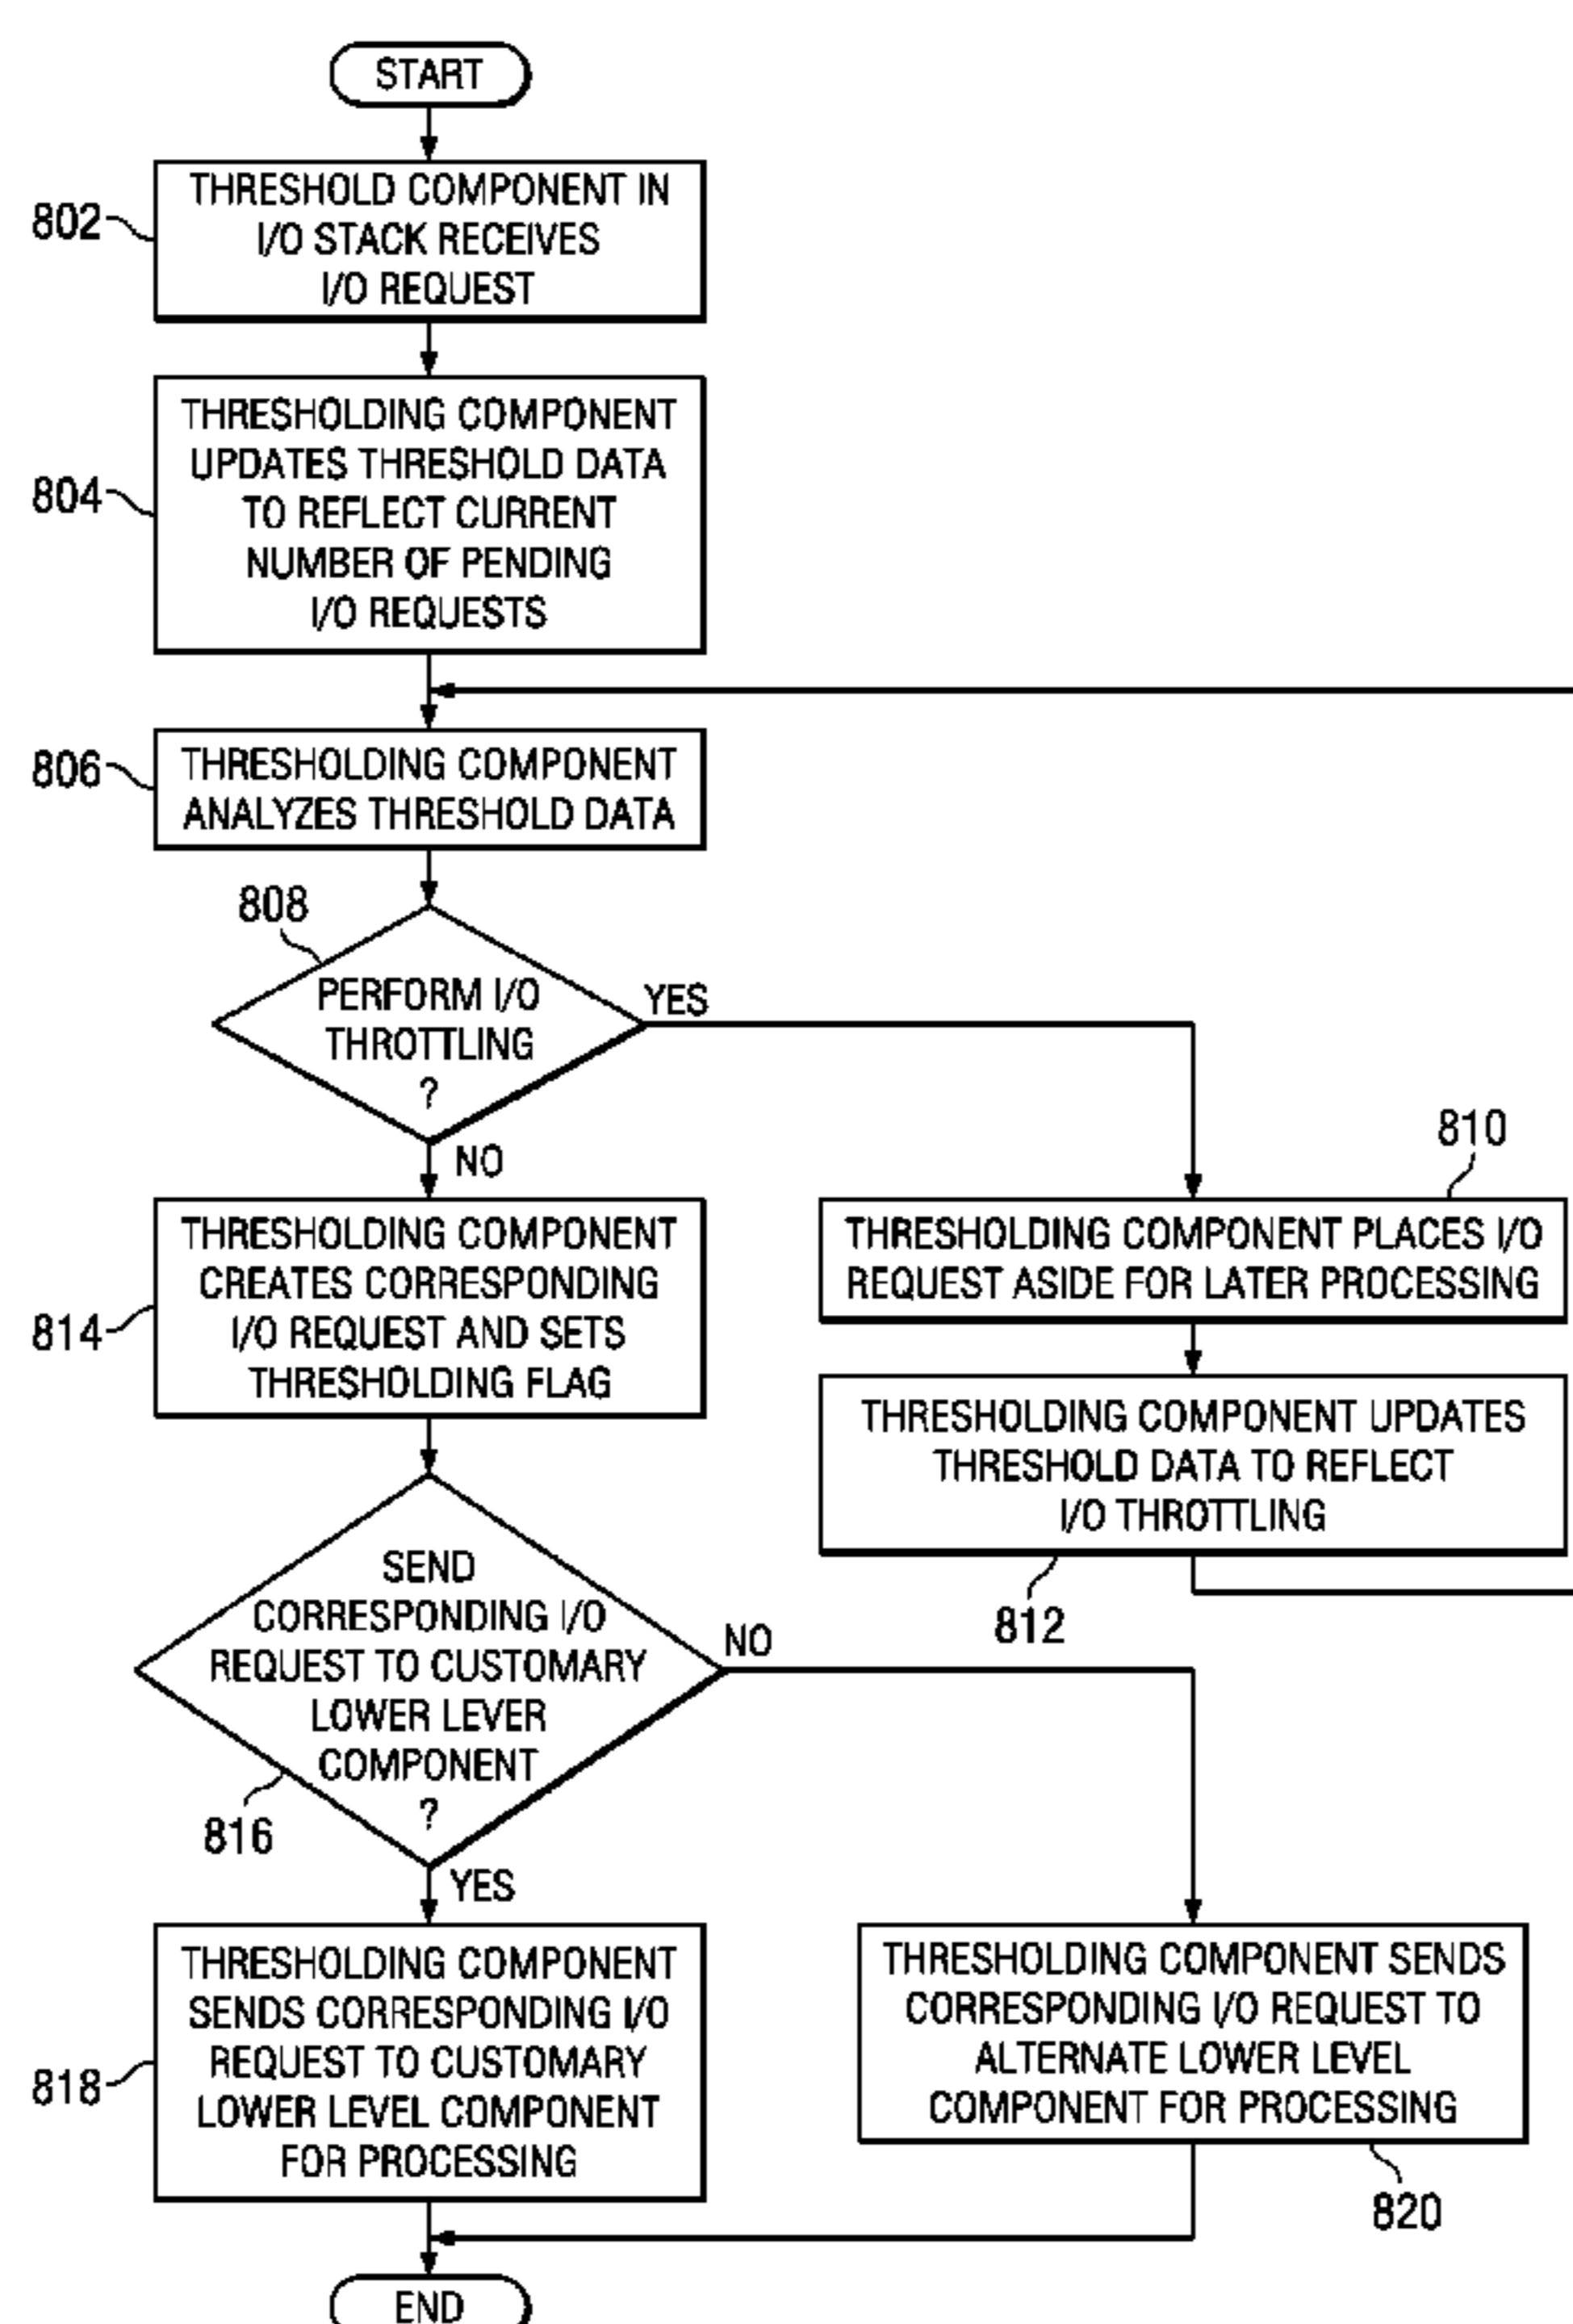 START
802
THRESHOLD COMPONENT IN
I/O STACK RECEIVES
I/O REQUEST
804
THRESHOLDING COMPONENT
UPDATES THRESHOLD DATA
TO REFLECT CURRENT
NUMBER OF PENDING
I/O REQUESTS
806
THRESHOLDING COMPONENT
ANALYZES THRESHOLD DATA
808
PERFORM I/O
THROTTLING
?
YES
NO
810
THRESHOLDING COMPONENT PLACES I/O
REQUEST ASIDE FOR LATER PROCESSING
THRESHOLDING COMPONENT UPDATES
THRESHOLD DATA TO REFLECT
I/O THROTTLING
812
814
THRESHOLDING COMPONENT
CREATES CORRESPONDING
I/O REQUEST AND SETS
THRESHOLDING FLAG
SEND
CORRESPONDING I/O
REQUEST TO CUSTOMARY
LOWER LEVER
COMPONENT
?
816
NO
YES
818
THRESHOLDING COMPONENT
SENDS CORRESPONDING I/O
REQUEST TO CUSTOMARY
LOWER LEVEL COMPONENT
FOR PROCESSING
THRESHOLDING COMPONENT SENDS
CORRESPONDING I/O REQUEST TO
ALTERNATE LOWER LEVEL
COMPONENT FOR PROCESSING
820
END